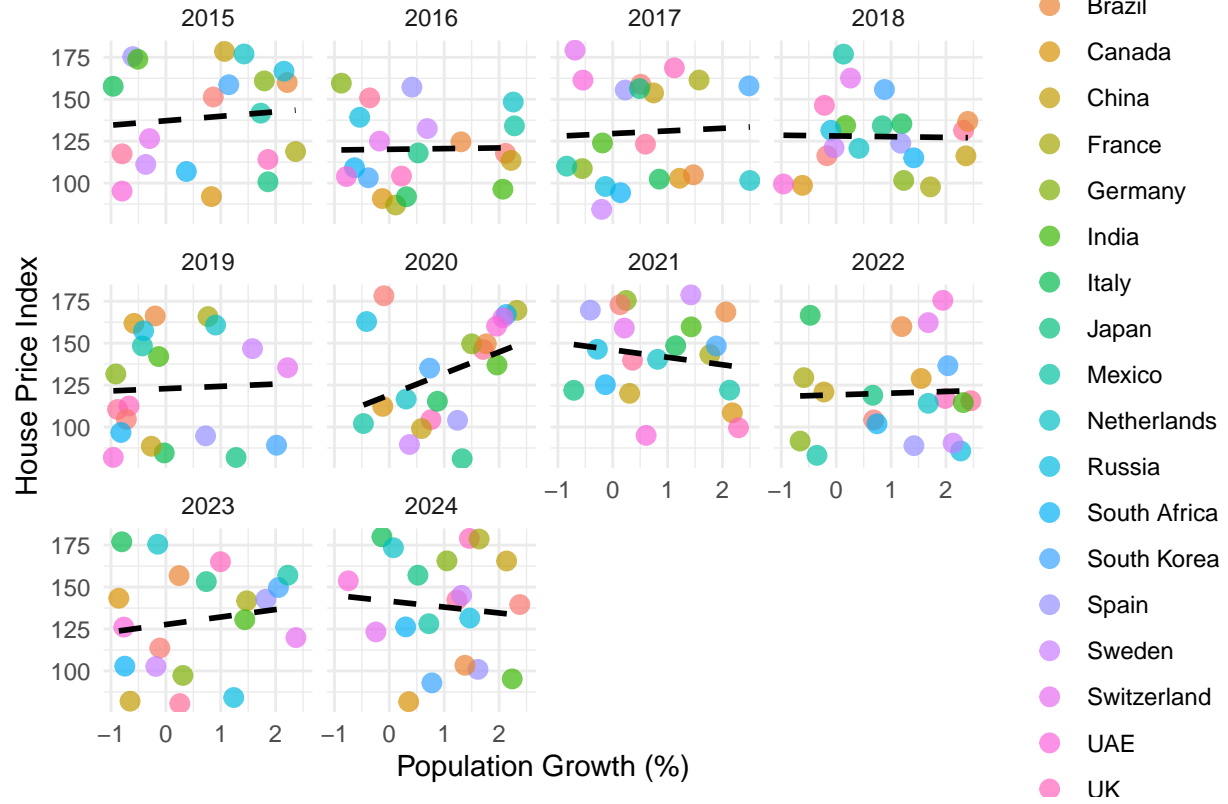 2015 2016 2017 2018
175
150
125
100
2019 2020 2021 2022
175
150
125
100
−1 0 1 2 −1 0 1 2
2023 2024
175
150
125
100
−1 0 1 2 −1 0 1 2
Population Growth (%)
House Price Index
Brazil
Canada
China
France
Germany
India
Italy
Japan
Mexico
Netherlands
Russia
South Africa
South Korea
Spain
Sweden
Switzerland
UAE
UK